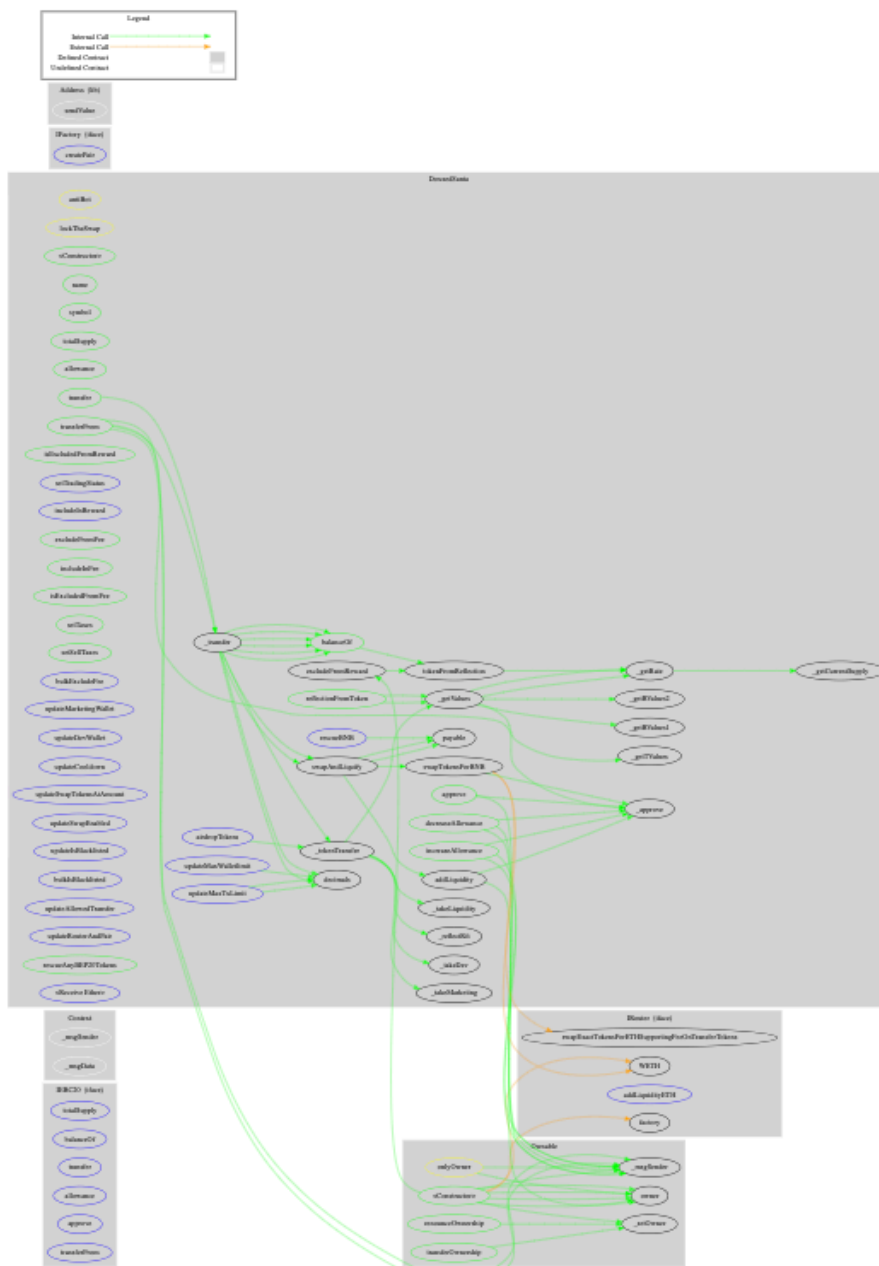 Legend
Internal Call
External Call
Defined Contract
Undefined Contract
Address (lib)
sendValue
IFactory (iface)
createPair
antiBot
lockTheSwap
<Constructor>
name
symbol
totalSupply
allowance
transfer
transferFrom
isExcludedFromReward
setTradingStatus
includeInReward
excludeFromFee
includeInFee
isExcludedFromFee
setTaxes
setSellTaxes
_transfer
balanceOf
excludeFromReward
tokenFromReflection
_getRate
_getCurrentSupply
bulkExcludeFee
reflectionFromToken
_getValues
_getRValues2
updateMarketingWallet
_getRValues1
updateDevWallet
rescueBNB
payable
_getTValues
updateCooldown
swapAndLiquify
swapTokensForBNB
updateSwapTokensAtAmount
approve
_approve
updateSwapEnabled
decreaseAllowance
airdropTokens
updateIsBlacklisted
increaseAllowance
_tokenTransfer
updateMaxWalletlimit
bulkIsBlacklisted
addLiquidity
decimals
updateMaxTxLimit
updateAllowedTransfer
_takeLiquidity
updateRouterAndPair
_reflectRfi
rescueAnyBEP20Tokens
_takeDev
<Receive Ether>
_takeMarketing
Context
_msgSender
_msgData
IRouter (iface)
swapExactTokensForETHSupportingFeeOnTransferTokens
WETH
addLiquidityETH
factory
IERC20 (iface)
totalSupply
balanceOf
transfer
allowance
approve
transferFrom
Ownable
onlyOwner
_msgSender
<Constructor>
owner
renounceOwnership
_setOwner
transferOwnership